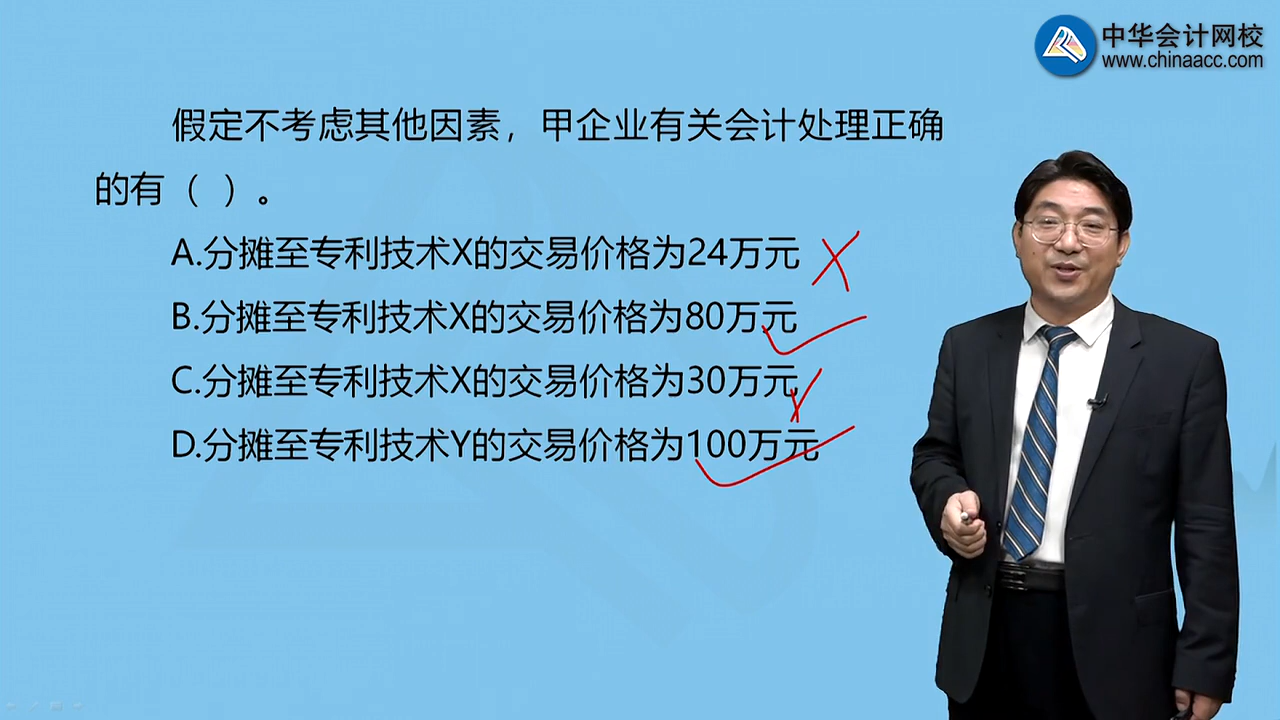 中华会计网校
www.chinaacc.com
假定不考虑其他因素，甲企业有关会计处理正确
的有（ ）。
A.分摊至专利技术X的交易价格为24万元
B.分摊至专利技术X的交易价格为80万元
C.分摊至专利技术X的交易价格为30万元
D.分摊至专利技术Y的交易价格为100万元